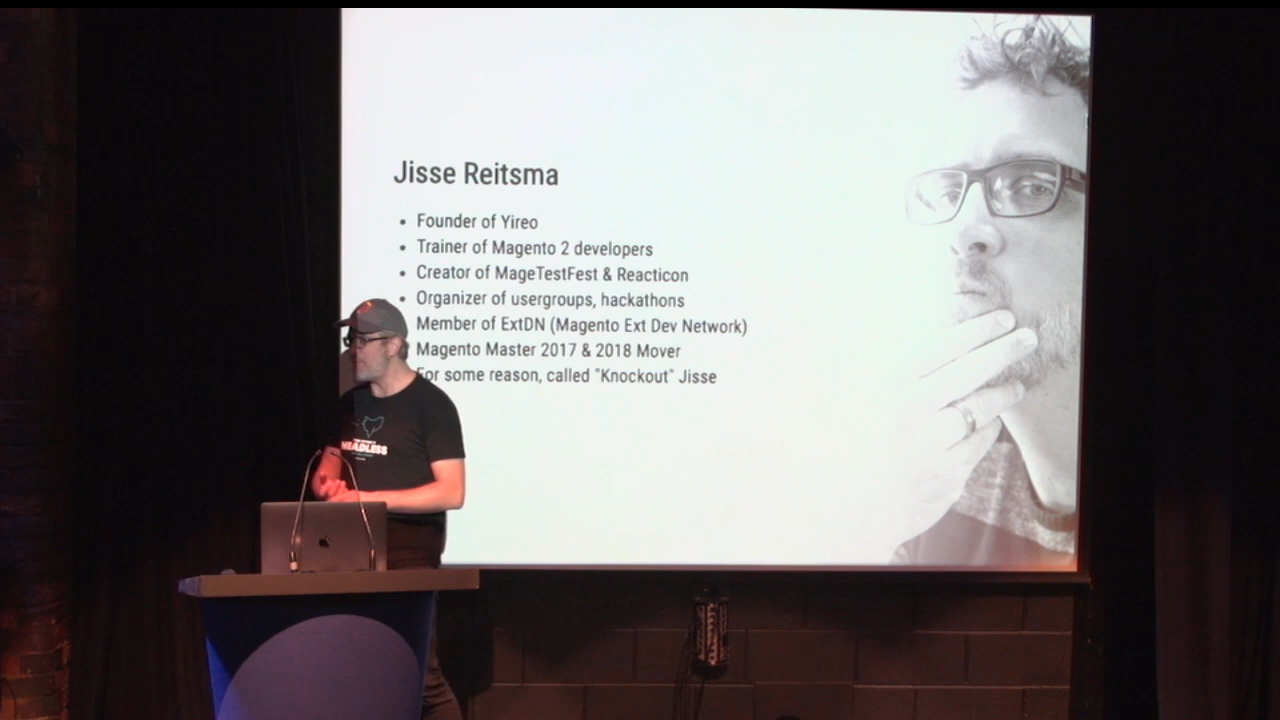 Jisse Reitsma
Founder of Yireo
Trainer of Magento 2 developers
Creator of MageTestFest & Reacticon
Organizer of usergroups, hackathons
Member of ExtDN (Magento Ext Dev Network)
Magento Master 2017 & 2018 Mover
For some reason, called "Knockout" Jisse
HEADLESS